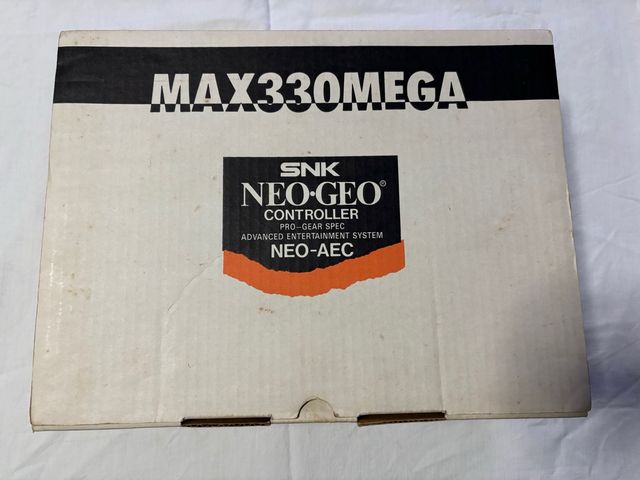 MAX330MEGA
SNK
NEO·GEO®
CONTROLLER
PRO-GEAR SPEC
ADVANCED ENTERTAINMENT SYSTEM
NEO-AEC